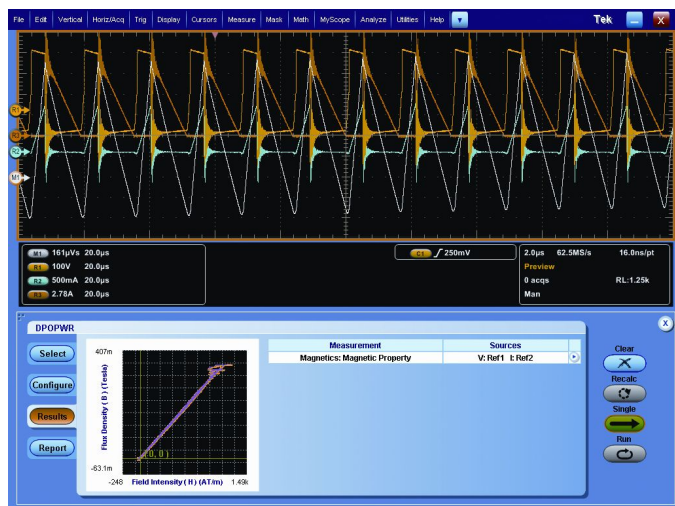 File Edit Vertical Horiz/Acq Trig Display Cursors Measure Mask Math MyScope Analyze Utilities Help Tek X
R1
R3
R2
M1
M1 161µVs 20.0µs
R1 100V 20.0µs
R2 500mA 20.0µs
R3 2.78A 20.0µs
C1 250mV
2.0µs 62.5MS/s 16.0ns/pt
Preview
0 acqs RL:1.25k
Man
X
DPOPWR
Select
Configure
Results
Report
407m
Flux Density ( B ) (Tesla)
-63.1m
( 0, 0 )
-248 Field Intensity ( H ) (AT/m) 1.49k
Measurement Sources
Magnetics: Magnetic Property V: Ref1 I: Ref2
Clear
Recalc
Single
Run